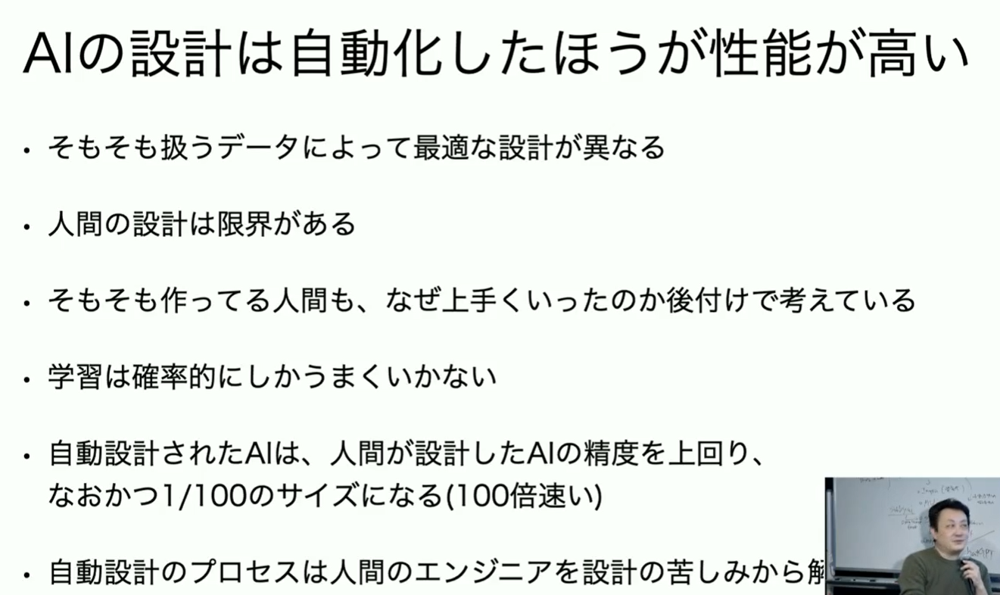 AIの設計は自動化したほうが性能が高い
・そもそも扱うデータによって最適な設計が異なる
・人間の設計は限界がある
・そもそも作ってる人間も、なぜ上手くいったのか後付けで考えている
・学習は確率的にしかうまくいかない
・自動設計されたAIは、人間が設計したAIの精度を上回り、
なおかつ1/100のサイズになる(100倍速い)
・自動設計のプロセスは人間のエンジニアを設計の苦しみから解